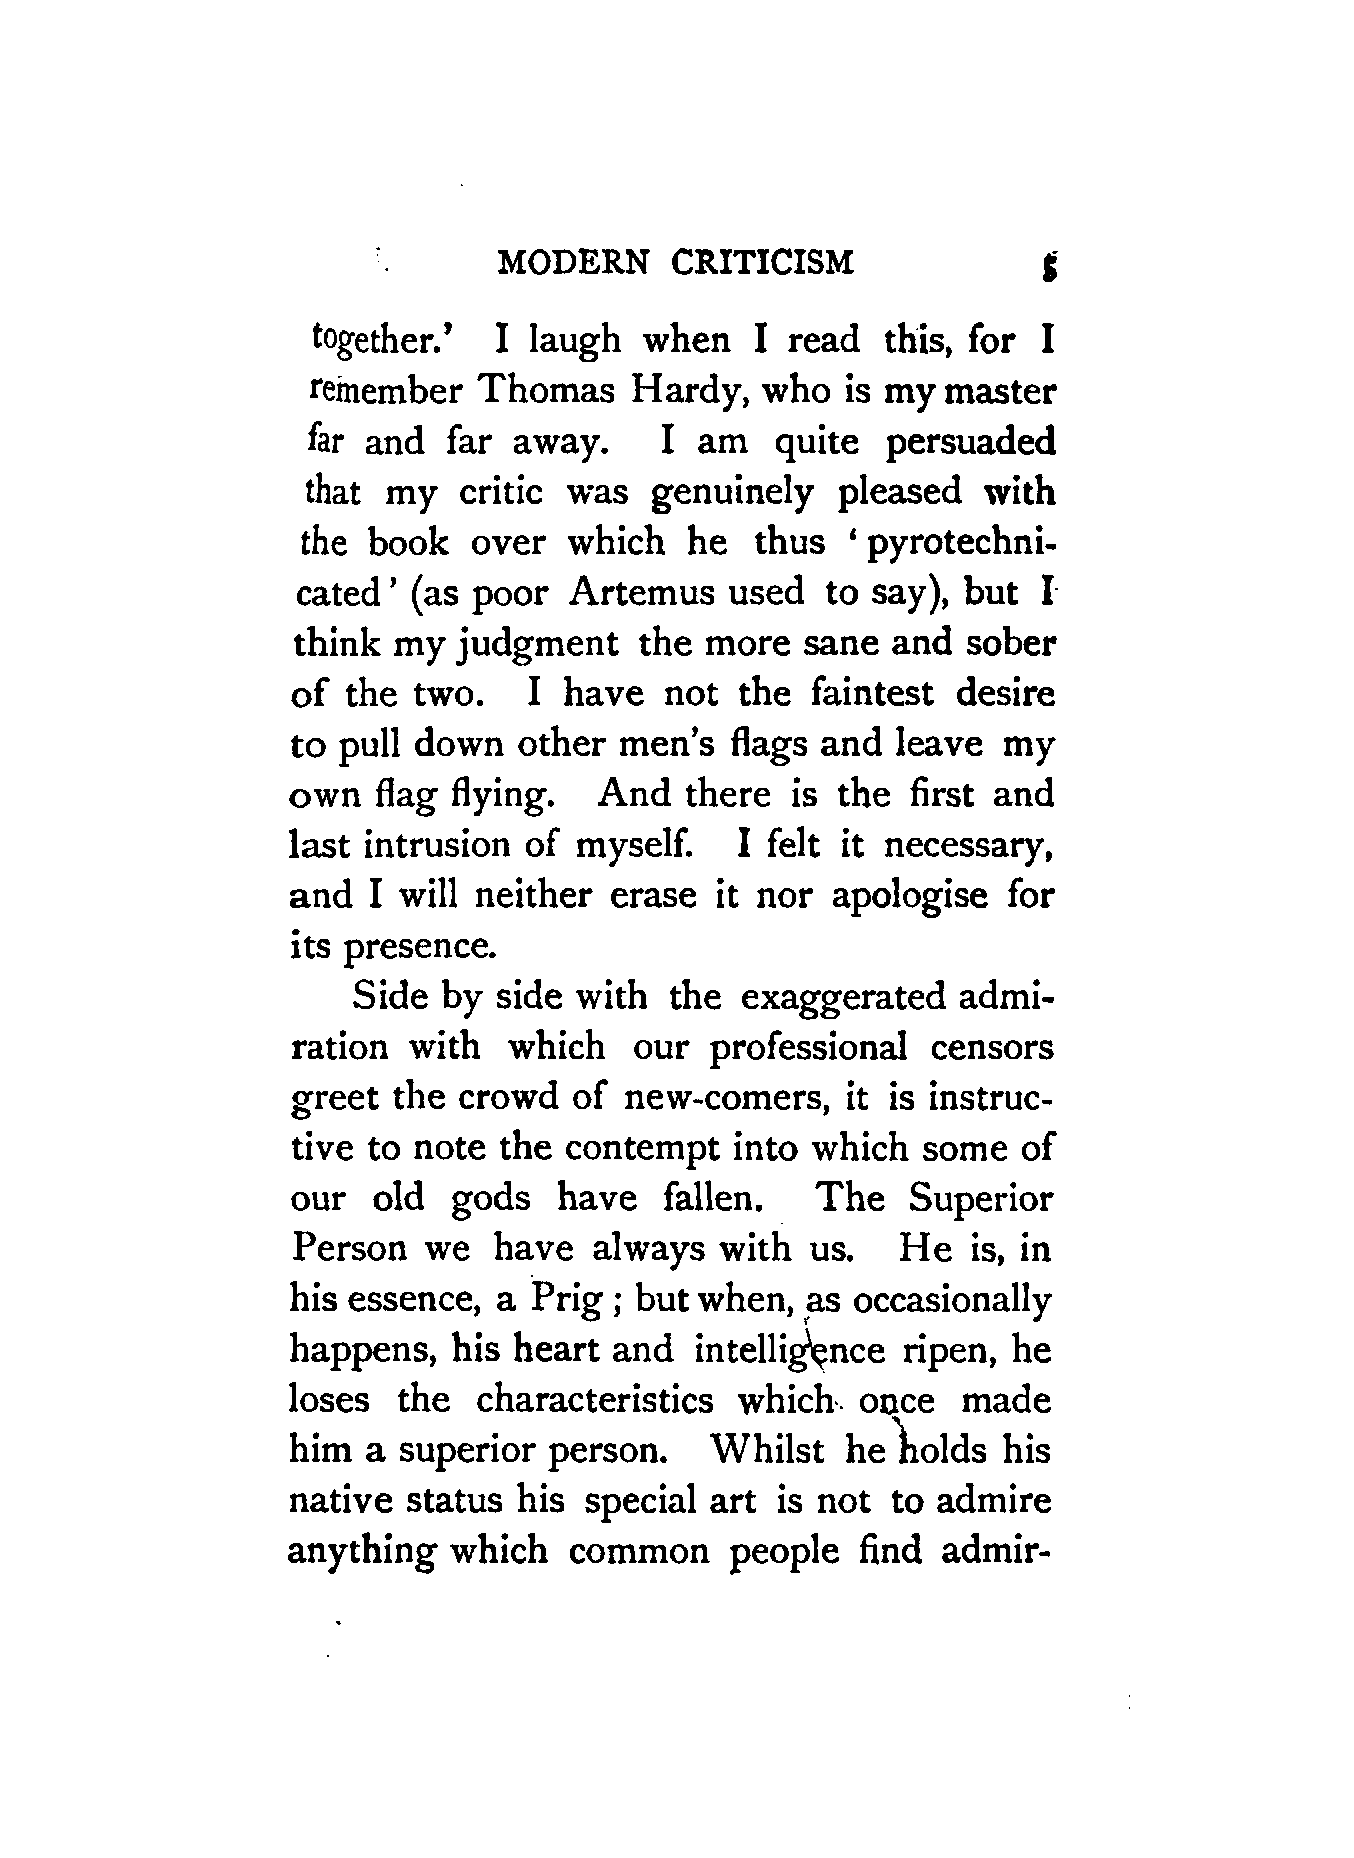 MODERN CRITICISM 5
together.' I laugh when I read this, for I
remember Thomas Hardy, who is my master
far and far away. I am quite persuaded
that my critic was genuinely pleased with
the book over which he thus ‘ pyrotechni-
cated ’ (as poor Artemus used to say), but I
think my judgment the more sane and sober
of the two. I have not the faintest desire
to pull down other men's flags and leave my
own flag flying. And there is the first and
last intrusion of myself. I felt it necessary,
and I will neither erase it nor apologise for
its presence.
Side by side with the exaggerated admi-
ration with which our professional censors
greet the crowd of new-comers, it is instruc-
tive to note the contempt into which some of
our old gods have fallen. The Superior
Person we have always with us. He is, in
his essence, a Prig ; but when, as occasionally
happens, his heart and intelligence ripen, he
loses the characteristics which once made
him a superior person. Whilst he holds his
native status his special art is not to admire
anything which common people find admir-